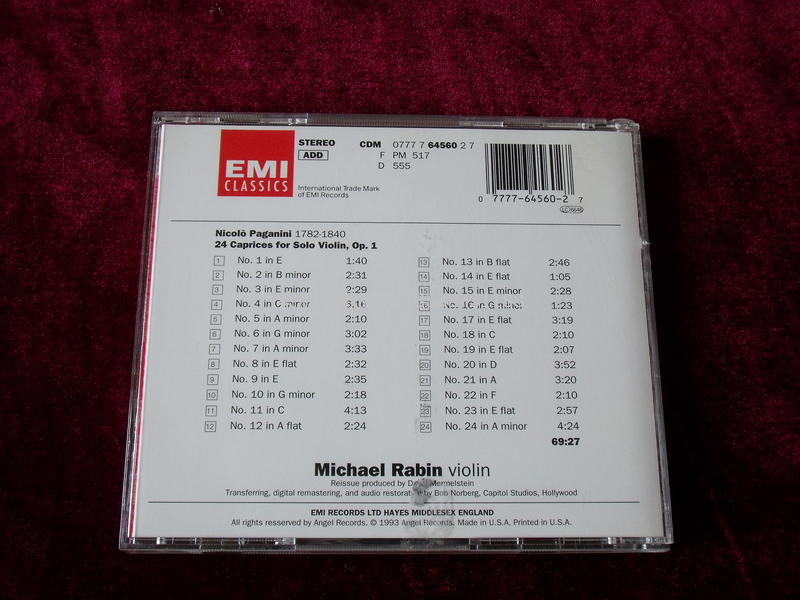 EMI
CLASSICS
STEREO
ADD
International Trade Mark
of EMI Records
CDM 0777 7 64560 2 7
F PM 517
D 555
0 7777-64560-2 7
Nicolò Paganini 1782-1840
24 Caprices for Solo Violin, Op. 1
1 No. 1 in E 1:40
2 No. 2 in B minor 2:31
3 No. 3 in E minor 2:29
4 No. 4 in C minor
5 No. 5 in A minor 2:10
6 No. 6 in G minor 3:02
7 No. 7 in A minor 3:33
8 No. 8 in E flat 2:32
9 No. 9 in E 2:35
10 No. 10 in G minor 2:18
11 No. 11 in C 4:13
12 No. 12 in A flat 2:24
13 No. 13 in B flat 2:46
14 No. 14 in E flat 1:05
15 No. 15 in E minor 2:28
16 No. 16 in G minor 1:23
17 No. 17 in E flat 3:19
18 No. 18 in C 2:10
19 No. 19 in E flat 2:07
20 No. 20 in D 3:52
21 No. 21 in A 3:20
22 No. 22 in F 2:10
23 No. 23 in E flat 2:57
24 No. 24 in A minor 4:24
69:27
Michael Rabin violin
Reissue produced by Mermelstein
Transferring, digital remastering, and audio restoration by Bob Norberg, Capitol Studios, Hollywood
EMI RECORDS LTD HAYES MIDDLESEX ENGLAND
All rights resserved by Angel Records. © 1993 Angel Records. Made in U.S.A. Printed in U.S.A.